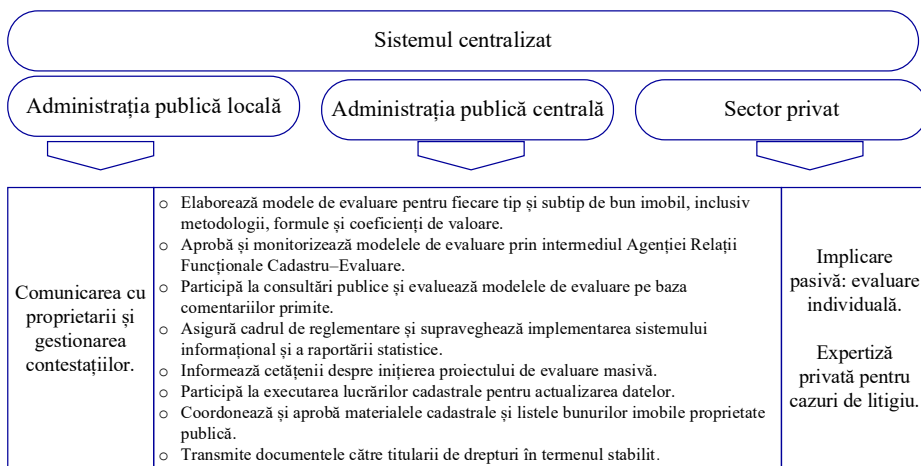 Sistemul centralizat
Administrația publică locală
Administrația publică centrală
Sector privat
Comunicarea cu
proprietarii și
gestionarea
contestațiilor.
o Elaborează modele de evaluare pentru fiecare tip și subtip de bun imobil, inclusiv
metodologii, formule și coeficienți de valoare.
o Aprobă și monitorizează modelele de evaluare prin intermediul Agenției Relații
Funcționale Cadastru–Evaluare.
o Participă la consultări publice și evaluează modelele de evaluare pe baza
comentariilor primite.
o Asigură cadrul de reglementare și supraveghează implementarea sistemului
informațional și a raportării statistice.
o Informează cetățenii despre inițierea proiectului de evaluare masivă.
o Participă la executarea lucrărilor cadastrale pentru actualizarea datelor.
o Coordonează și aprobă materialele cadastrale și listele bunurilor imobile proprietate
publică.
o Transmite documentele către titularii de drepturi în termenul stabilit.
Implicare
pasivă: evaluare
individuală.
Expertiză
privată pentru
cazuri de litigiu.